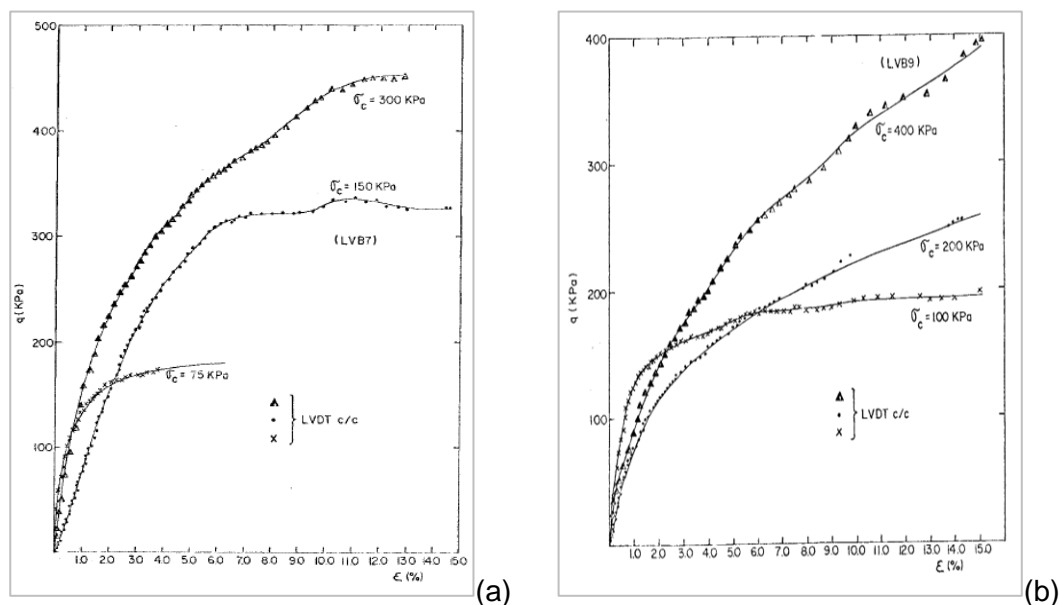 500
400
300
200
100
q (KPa)
σc = 300 KPa
σc = 150 KPa
(LVB7)
σc = 75 KPa
LVDT c/c
1.0 2.0 3.0 4.0 5.0 6.0 7.0 8.0 9.0 10.0 11.0 12.0 13.0 14.0 15.0
ε (%)
(a)
400
300
200
100
q (KPa)
(LVB9)
σc = 400 KPa
σc = 200 KPa
σc = 100 KPa
LVDT c/c
1.0 2.0 3.0 4.0 5.0 6.0 7.0 8.0 9.0 10.0 11.0 12.0 13.0 14.0 15.0
ε (%)
(b)